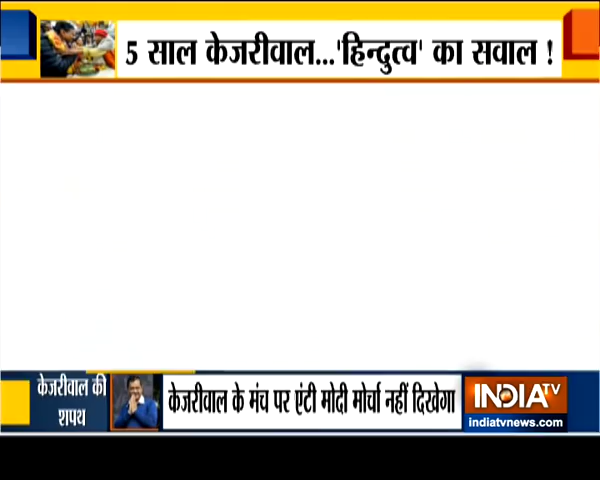 5 साल केजरीवाल...'हिन्दुत्व' का सवाल !
केजरीवाल की
शपथ
केजरीवाल के मंच पर एंटी मोदी मोर्चा नहीं दिखेगा
INDIA TV
indiatvnews.com